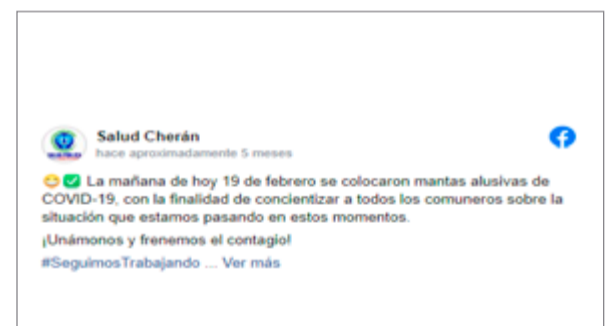 Salud Cherán
hace aproximadamente 5 meses
😷✅ La mañana de hoy 19 de febrero se colocaron mantas alusivas de
COVID-19, con la finalidad de concientizar a todos los comuneros sobre la
situación que estamos pasando en estos momentos.
¡Unámonos y frenemos el contagio!
#SeguimosTrabajando ... Ver más